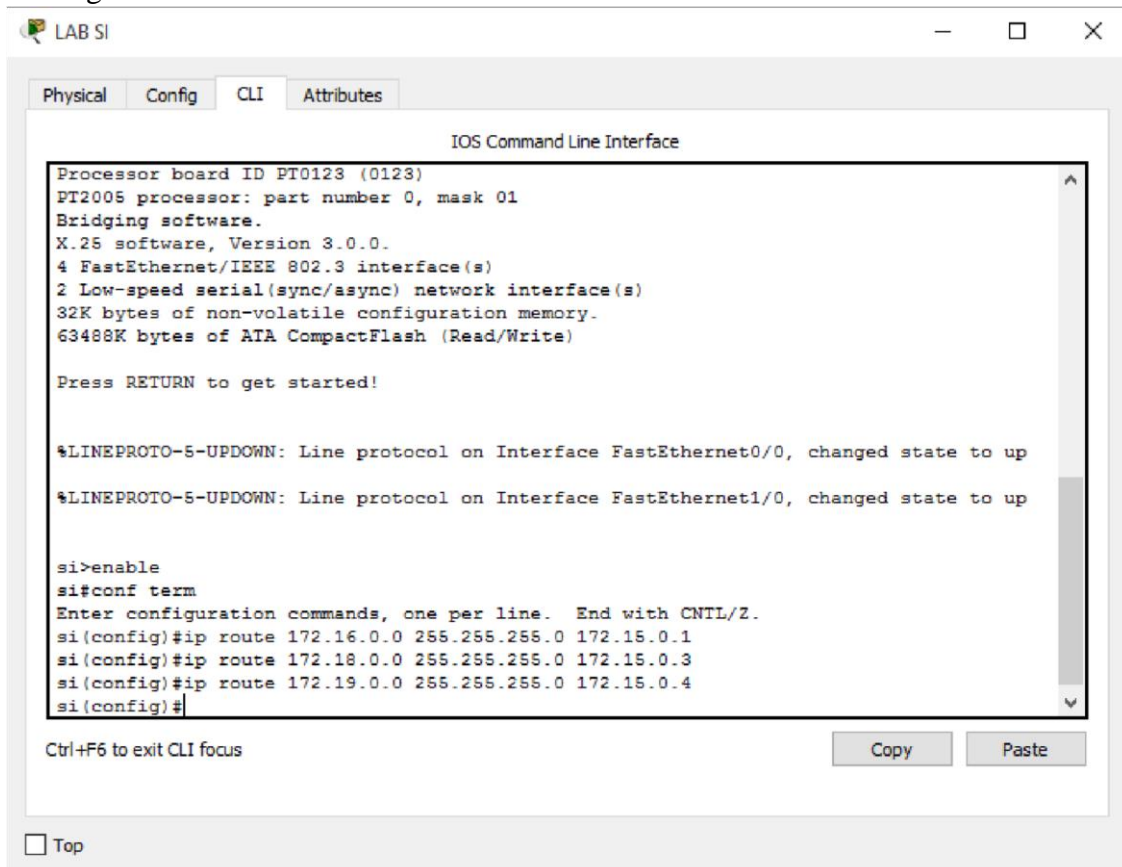 LAB SI
Physical Config CLI Attributes
IOS Command Line Interface
Processor board ID PT0123 (0123)
PT2005 processor: part number 0, mask 01
Bridging software.
X.25 software, Version 3.0.0.
4 FastEthernet/IEEE 802.3 interface(s)
2 Low-speed serial(sync/async) network interface(s)
32K bytes of non-volatile configuration memory.
63488K bytes of ATA CompactFlash (Read/Write)
Press RETURN to get started!
%LINEPROTO-5-UPDOWN: Line protocol on Interface FastEthernet0/0, changed state to up
%LINEPROTO-5-UPDOWN: Line protocol on Interface FastEthernet1/0, changed state to up
si>enable
si#conf term
Enter configuration commands, one per line.  End with CNTL/Z.
si(config)#ip route 172.16.0.0 255.255.255.0 172.15.0.1
si(config)#ip route 172.18.0.0 255.255.255.0 172.15.0.3
si(config)#ip route 172.19.0.0 255.255.255.0 172.15.0.4
si(config)#
Ctrl+F6 to exit CLI focus
Copy Paste
Top